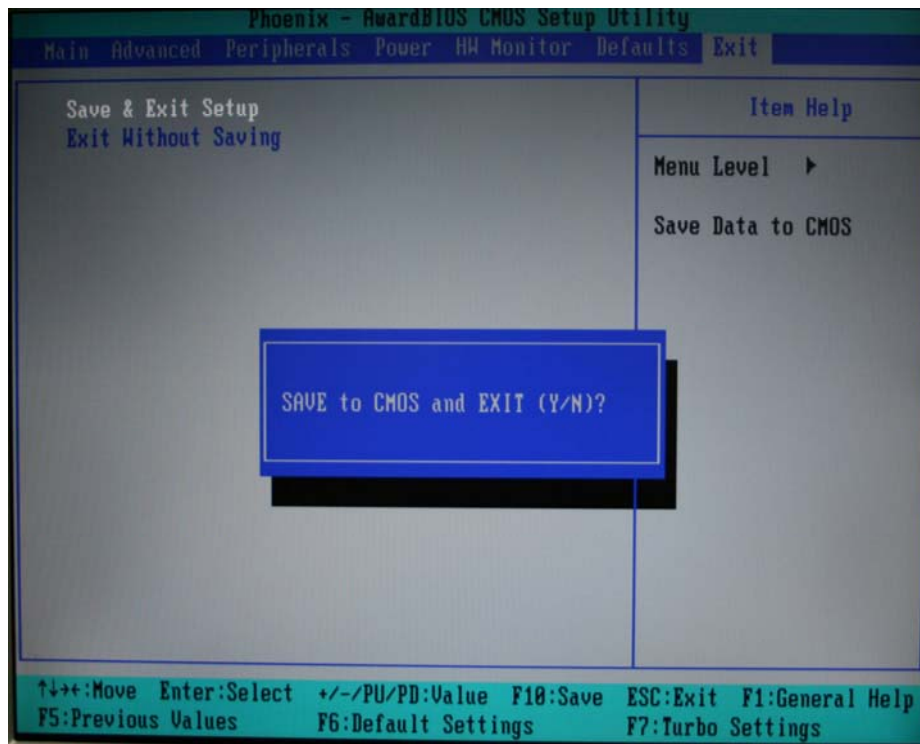 Phoenix - AwardBIOS CMOS Setup Utility
Main Advanced Peripherals Power HW Monitor Defaults Exit
Save & Exit Setup
Exit Without Saving
Item Help
Menu Level ▶
Save Data to CMOS
SAVE to CMOS and EXIT (Y/N)?
↑↓→←:Move Enter:Select +/-/PU/PD:Value F10:Save ESC:Exit F1:General Help
F5:Previous Values F6:Default Settings F7:Turbo Settings